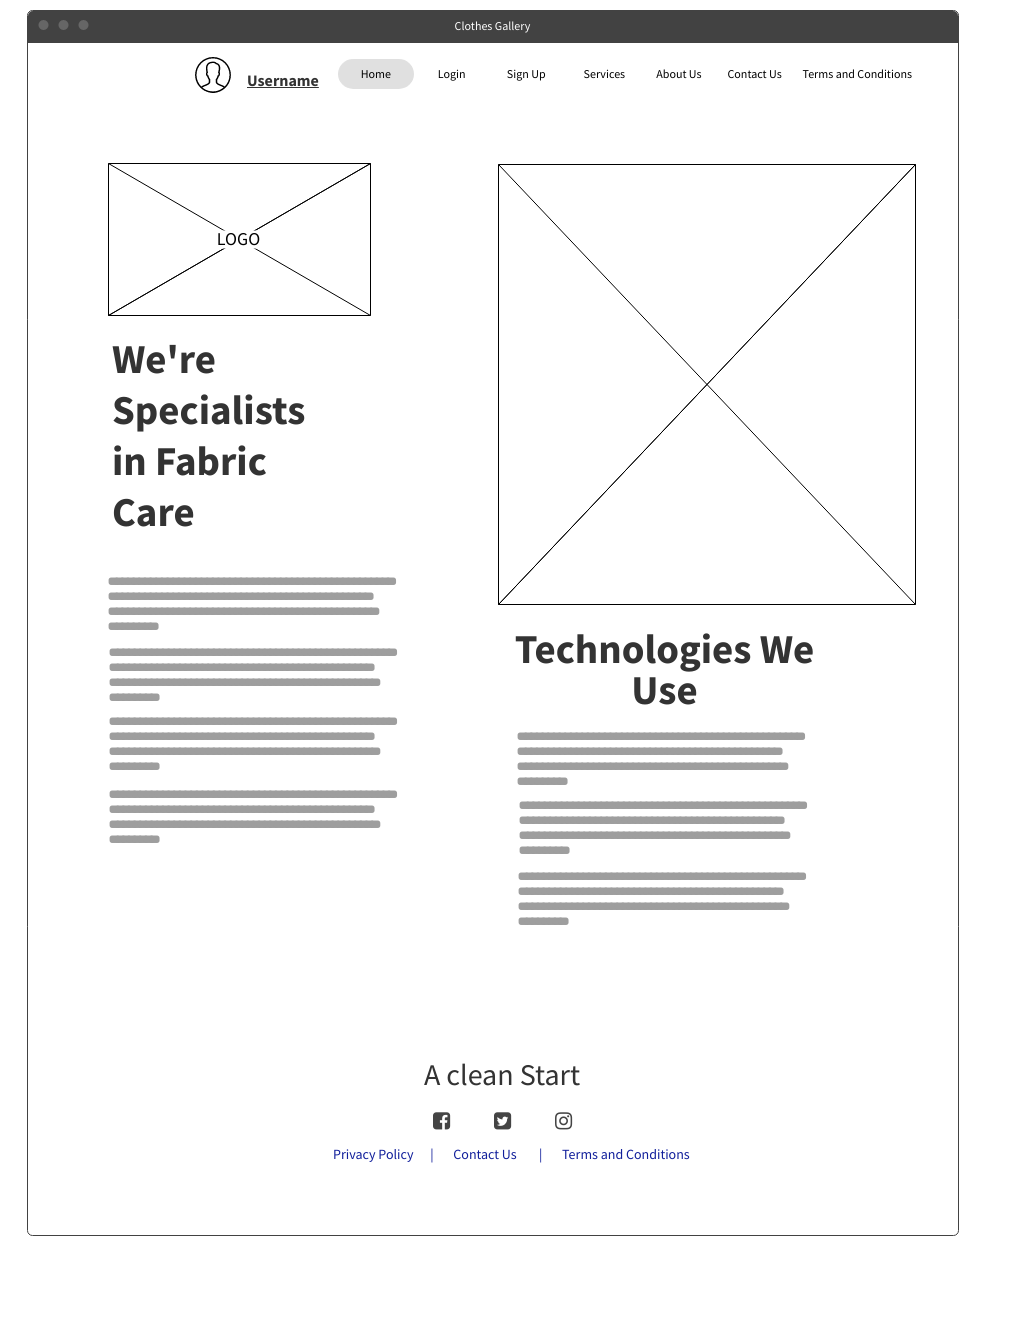 Clothes Gallery
Username
Home Login Sign Up Services About Us Contact Us Terms and Conditions
LOGO
We're
Specialists
in Fabric
Care
Technologies We
Use
A clean Start
Privacy Policy | Contact Us | Terms and Conditions